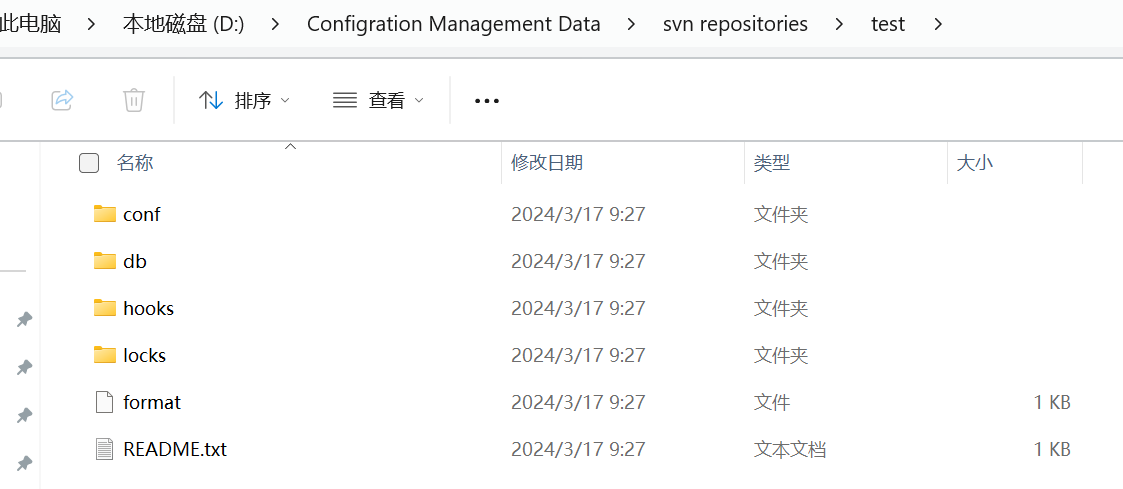 此电脑 > 本地磁盘 (D:) > Configration Management Data > svn repositories > test >
排序 查看 •••
名称 修改日期 类型 大小
conf 2024/3/17 9:27 文件夹
db 2024/3/17 9:27 文件夹
hooks 2024/3/17 9:27 文件夹
locks 2024/3/17 9:27 文件夹
format 2024/3/17 9:27 文件 1 KB
README.txt 2024/3/17 9:27 文本文档 1 KB